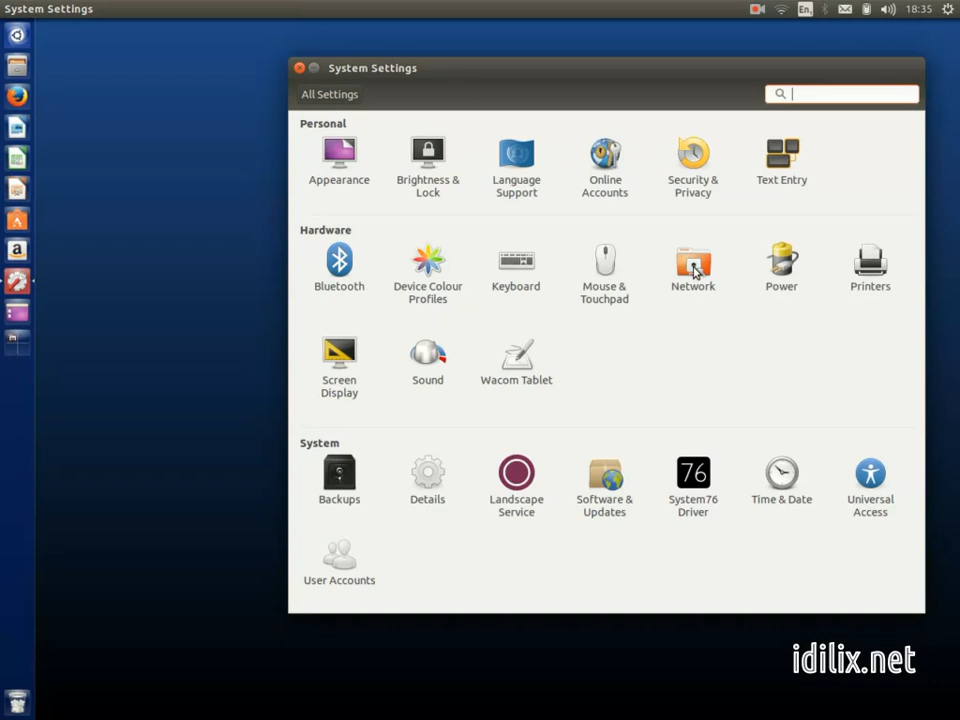 System Settings
En
18:35
System Settings
All Settings
Personal
Appearance
Brightness &
Lock
Language
Support
Online
Accounts
Security &
Privacy
Text Entry
Hardware
Bluetooth
Device Colour
Profiles
Keyboard
Mouse &
Touchpad
Network
Power
Printers
Screen
Display
Sound
Wacom Tablet
System
Backups
Details
Landscape
Service
Software &
Updates
76
System76
Driver
Time & Date
Universal
Access
User Accounts
a
idilix.net